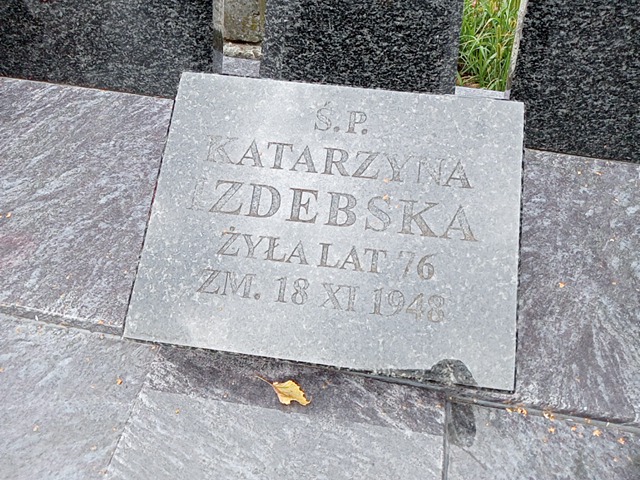 Ś.P.
KATARZYNA
IZDEBSKA
ŻYŁA LAT 76
ZM. 18 XI 1948